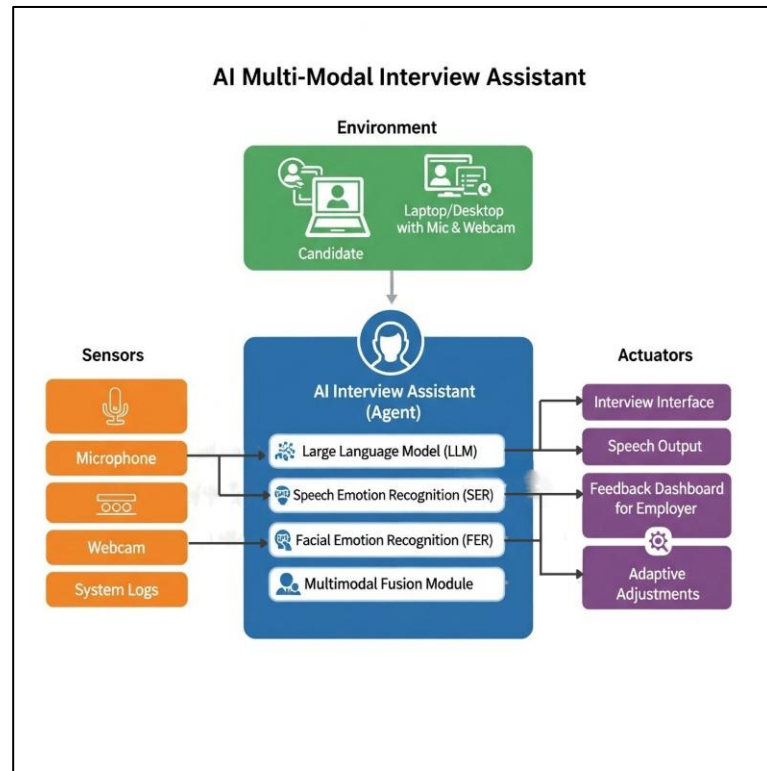 AI Multi-Modal Interview Assistant
Environment
Candidate
Laptop/Desktop
with Mic & Webcam
Sensors
Microphone
Webcam
System Logs
AI Interview Assistant
(Agent)
Large Language Model (LLM)
Speech Emotion Recognition (SER)
Facial Emotion Recognition (FER)
Multimodal Fusion Module
Actuators
Interview Interface
Speech Output
Feedback Dashboard
for Employer
Adaptive
Adjustments